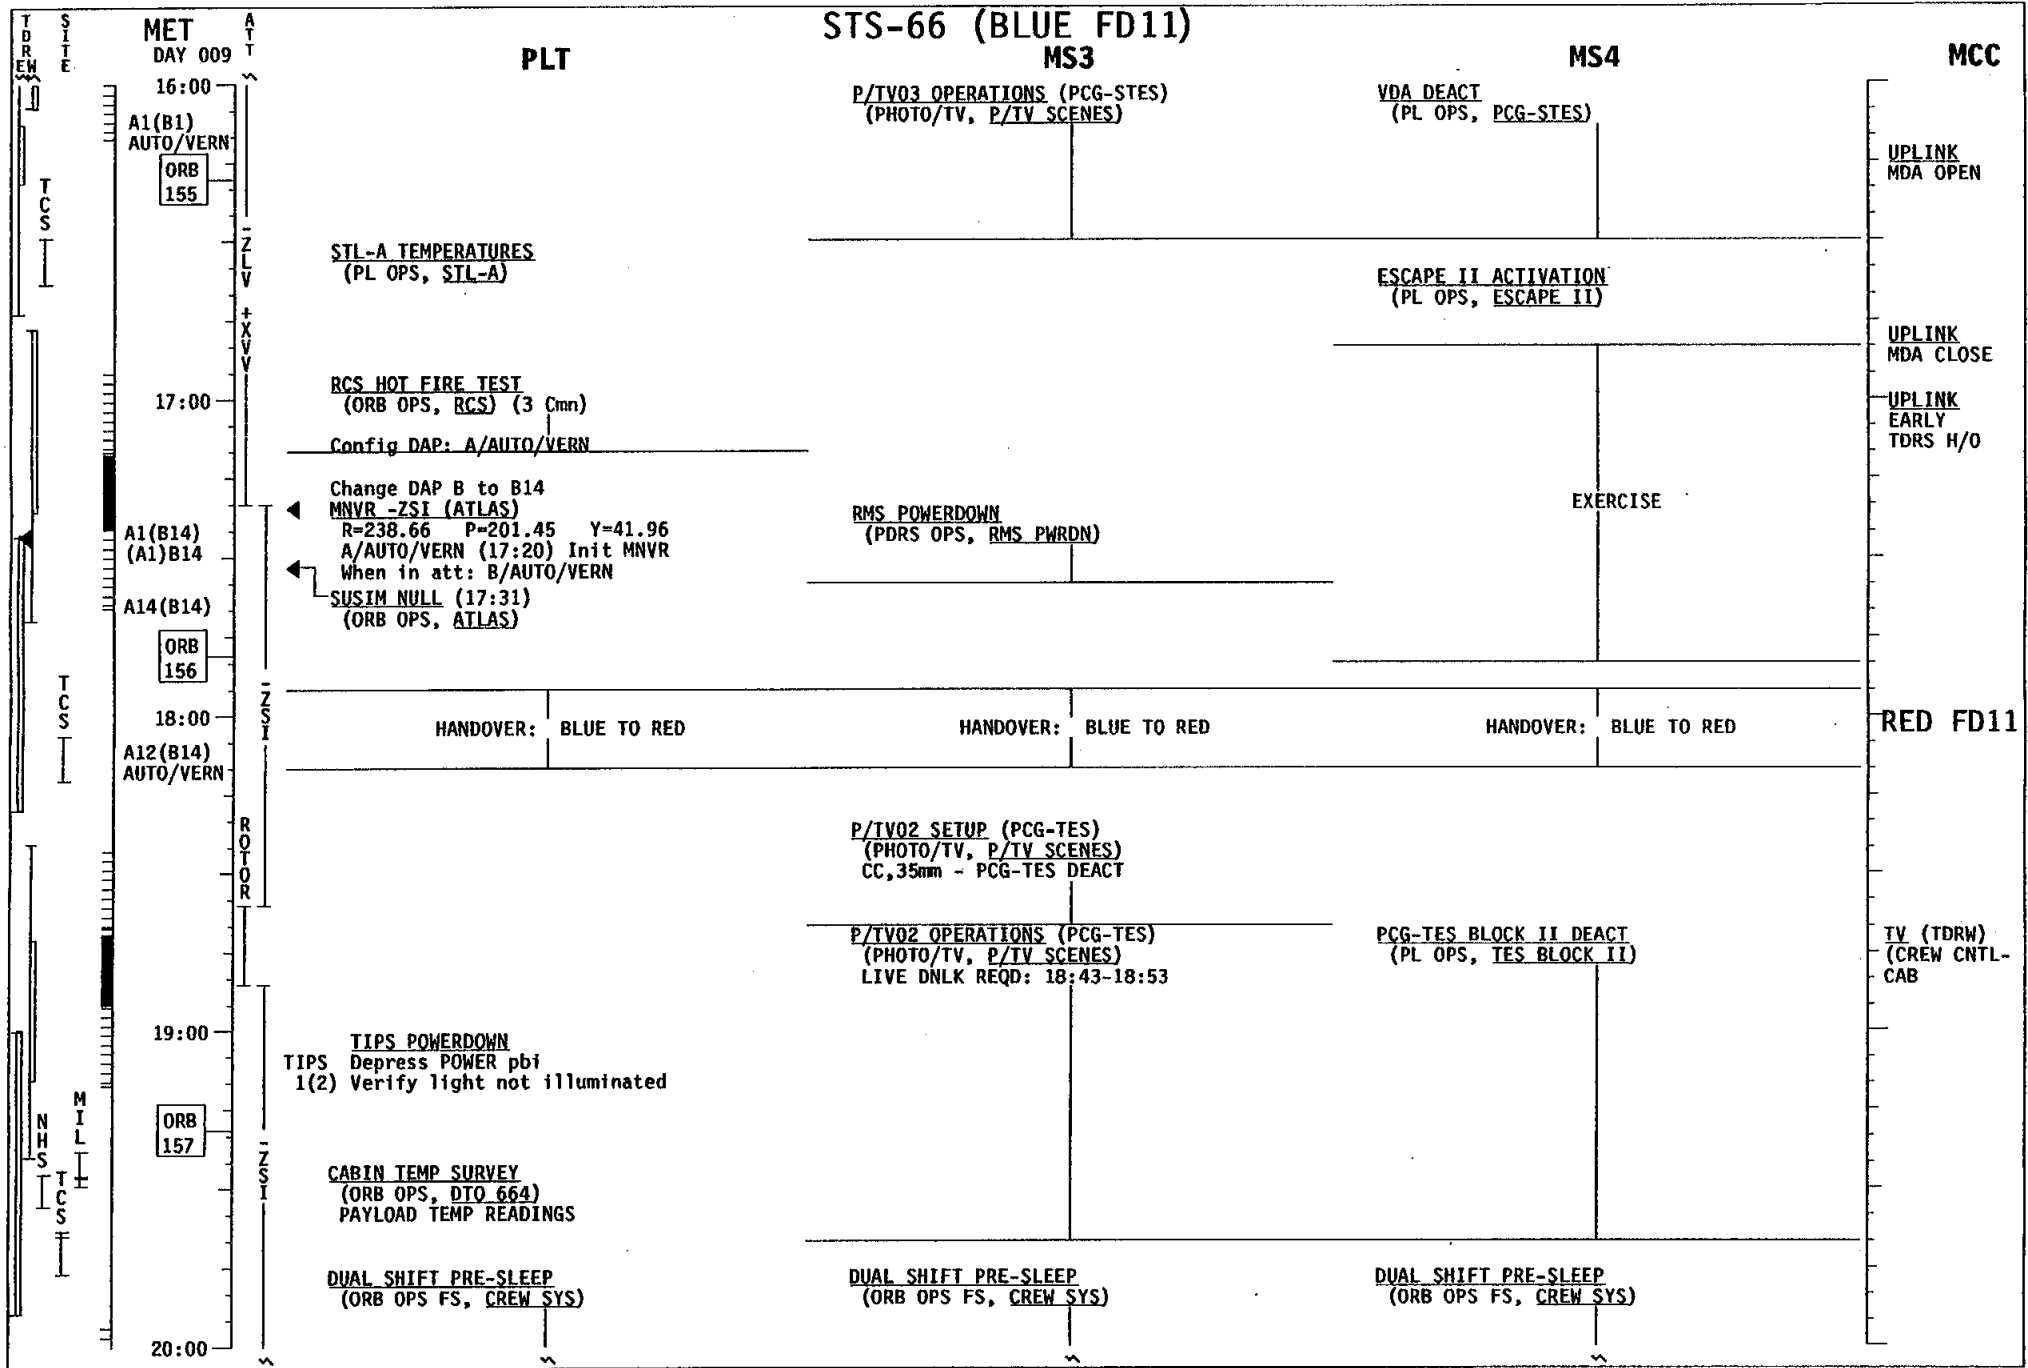 STS-66 (BLUE FD11)
TDRE W
SITE
MET
DAY 009
ATT
PLT
MS3
MS4
MCC
16:00
A1(B1)
AUTO/VERN
ORB
155
TCS
-ZLV +XVV
17:00
A1(B14)
(A1)B14
A14(B14)
ORB
156
TCS
-ZSI
18:00
A12(B14)
AUTO/VERN
ROTOR
19:00
MIL
NHS
TCS
ORB
157
-ZSI
20:00
STL-A TEMPERATURES
(PL OPS, STL-A)
RCS HOT FIRE TEST
(ORB OPS, RCS) (3 Cmn)
Config DAP: A/AUTO/VERN
Change DAP B to B14
MNVR -ZSI (ATLAS)
R=238.66 P=201.45 Y=41.96
A/AUTO/VERN (17:20) Init MNVR
When in att: B/AUTO/VERN
SUSIM NULL (17:31)
(ORB OPS, ATLAS)
HANDOVER: BLUE TO RED
TIPS POWERDOWN
TIPS Depress POWER pbi
1(2) Verify light not illuminated
CABIN TEMP SURVEY
(ORB OPS, DTO 664)
PAYLOAD TEMP READINGS
DUAL SHIFT PRE-SLEEP
(ORB OPS FS, CREW SYS)
P/TV03 OPERATIONS (PCG-STES)
(PHOTO/TV, P/TV SCENES)
RMS POWERDOWN
(PDRS OPS, RMS PWRDN)
HANDOVER: BLUE TO RED
P/TV02 SETUP (PCG-TES)
(PHOTO/TV, P/TV SCENES)
CC,35mm - PCG-TES DEACT
P/TV02 OPERATIONS (PCG-TES)
(PHOTO/TV, P/TV SCENES)
LIVE DNLK REQD: 18:43-18:53
DUAL SHIFT PRE-SLEEP
(ORB OPS FS, CREW SYS)
VDA DEACT
(PL OPS, PCG-STES)
ESCAPE II ACTIVATION
(PL OPS, ESCAPE II)
EXERCISE
HANDOVER: BLUE TO RED
PCG-TES BLOCK II DEACT
(PL OPS, TES BLOCK II)
DUAL SHIFT PRE-SLEEP
(ORB OPS FS, CREW SYS)
UPLINK
MDA OPEN
UPLINK
MDA CLOSE
UPLINK
EARLY
TDRS H/O
RED FD11
TV (TDRW)
(CREW CNTL-
CAB